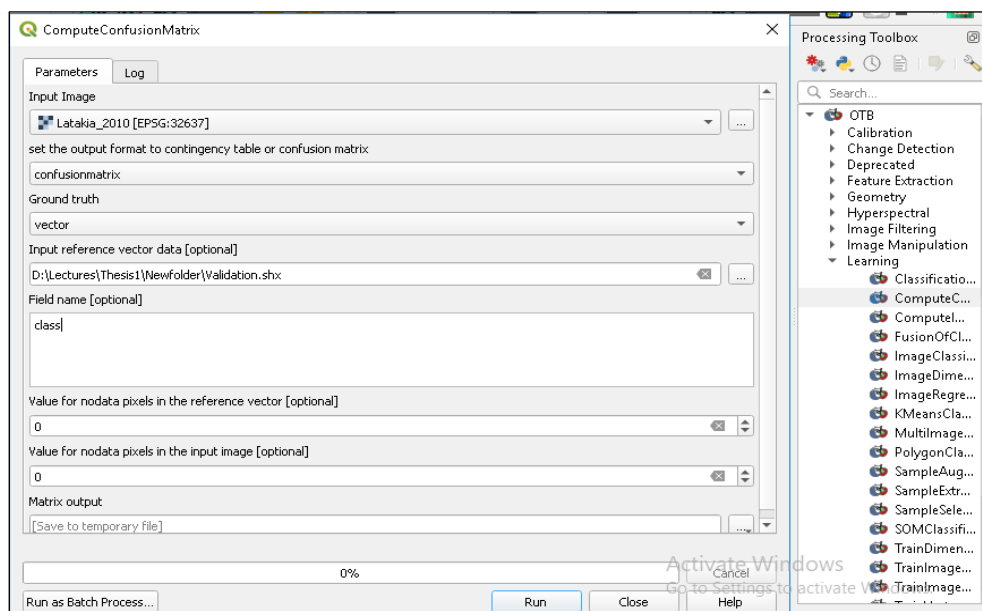 ComputeConfusionMatrix
Parameters
Log
Input Image
Latakia_2010 [EPSG:32637]
...
set the output format to contingency table or confusion matrix
confusionmatrix
Ground truth
vector
Input reference vector data [optional]
D:\Lectures\Thesis1\Newfolder\Validation.shx
...
Field name [optional]
class
Value for nodata pixels in the reference vector [optional]
0
Value for nodata pixels in the input image [optional]
0
Matrix output
[Save to temporary file]
...
0%
Cancel
Run as Batch Process...
Run
Close
Help
Processing Toolbox
Search...
OTB
Calibration
Change Detection
Deprecated
Feature Extraction
Geometry
Hyperspectral
Image Filtering
Image Manipulation
Learning
Classificatio...
ComputeC...
ComputeI...
FusionOfCl...
ImageClassi...
ImageDime...
ImageRegre...
KMeansCla...
MultiImage...
PolygonCla...
SampleAug...
SampleExtr...
SampleSele...
SOMClassifi...
TrainDimen...
TrainImage...
TrainImage...
Activate Windows
Go to Settings to activate Windows.